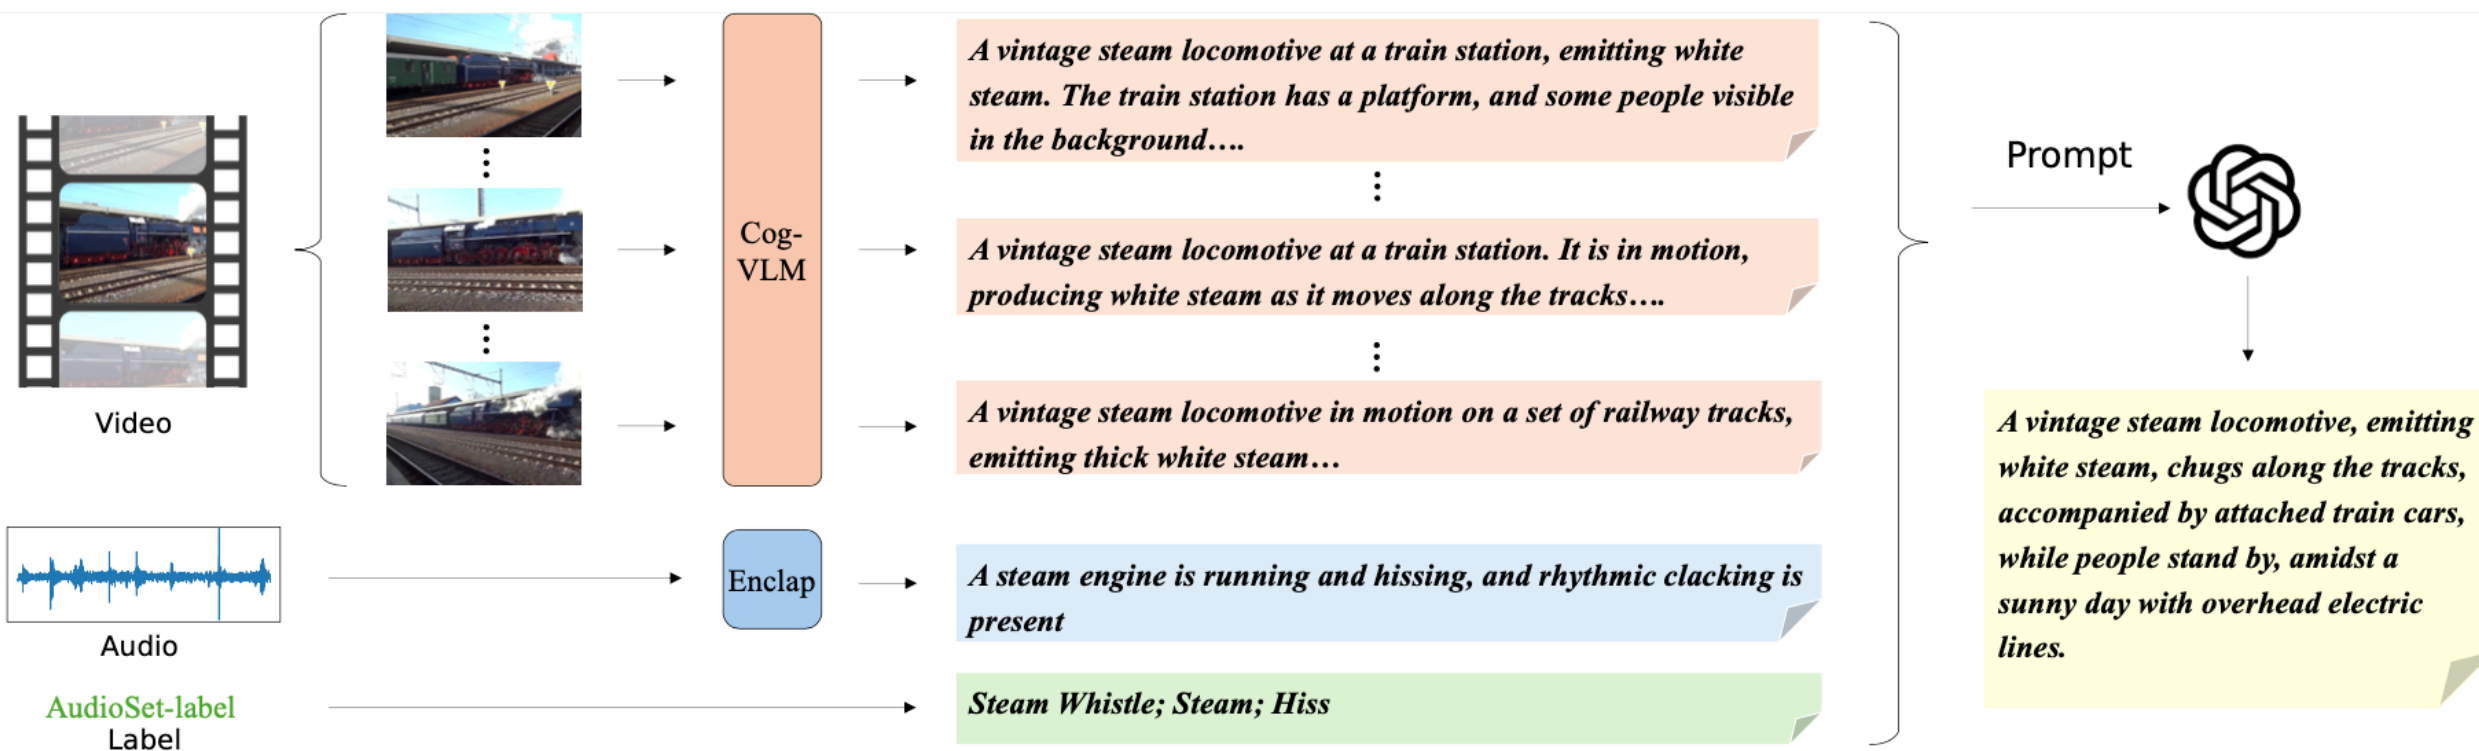 A vintage steam locomotive at a train station, emitting white
steam. The train station has a platform, and some people visible
in the background….
Prompt
Cog-
VLM
A vintage steam locomotive at a train station. It is in motion,
producing white steam as it moves along the tracks….
Video
A vintage steam locomotive in motion on a set of railway tracks,
emitting thick white steam…
A vintage steam locomotive, emitting
white steam, chugs along the tracks,
accompanied by attached train cars,
while people stand by, amidst a
sunny day with overhead electric
lines.
Audio
Enclap
A steam engine is running and hissing, and rhythmic clacking is
present
AudioSet-label
Label
Steam Whistle; Steam; Hiss